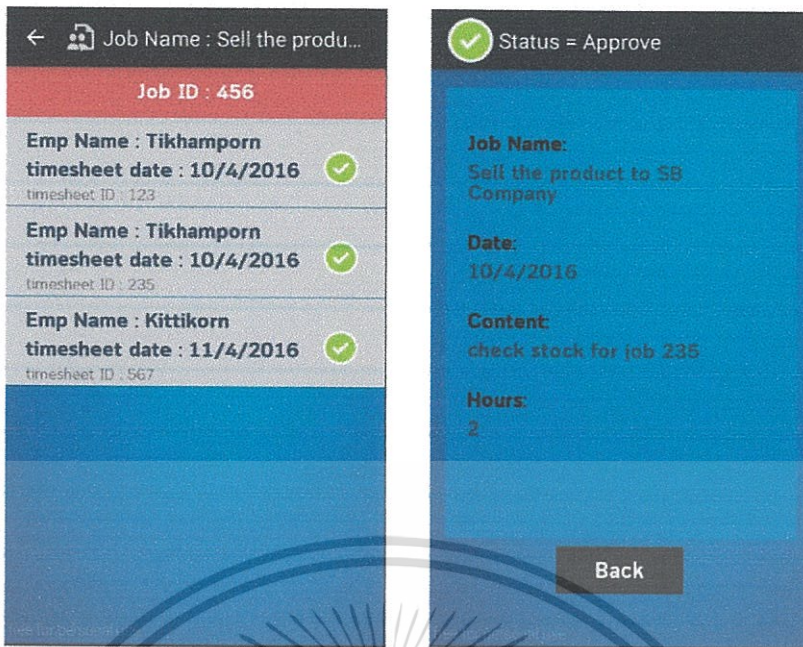 Job Name : Sell the produ...
Job ID : 456
Emp Name : Tikhamporn
timesheet date : 10/4/2016
timesheet ID : 123
Emp Name : Tikhamporn
timesheet date : 10/4/2016
timesheet ID : 235
Emp Name : Kittikorn
timesheet date : 11/4/2016
timesheet ID : 567
Status = Approve
Job Name:
Sell the product to SB
Company
Date:
10/4/2016
Content:
check stock for job 235
Hours:
2
Back